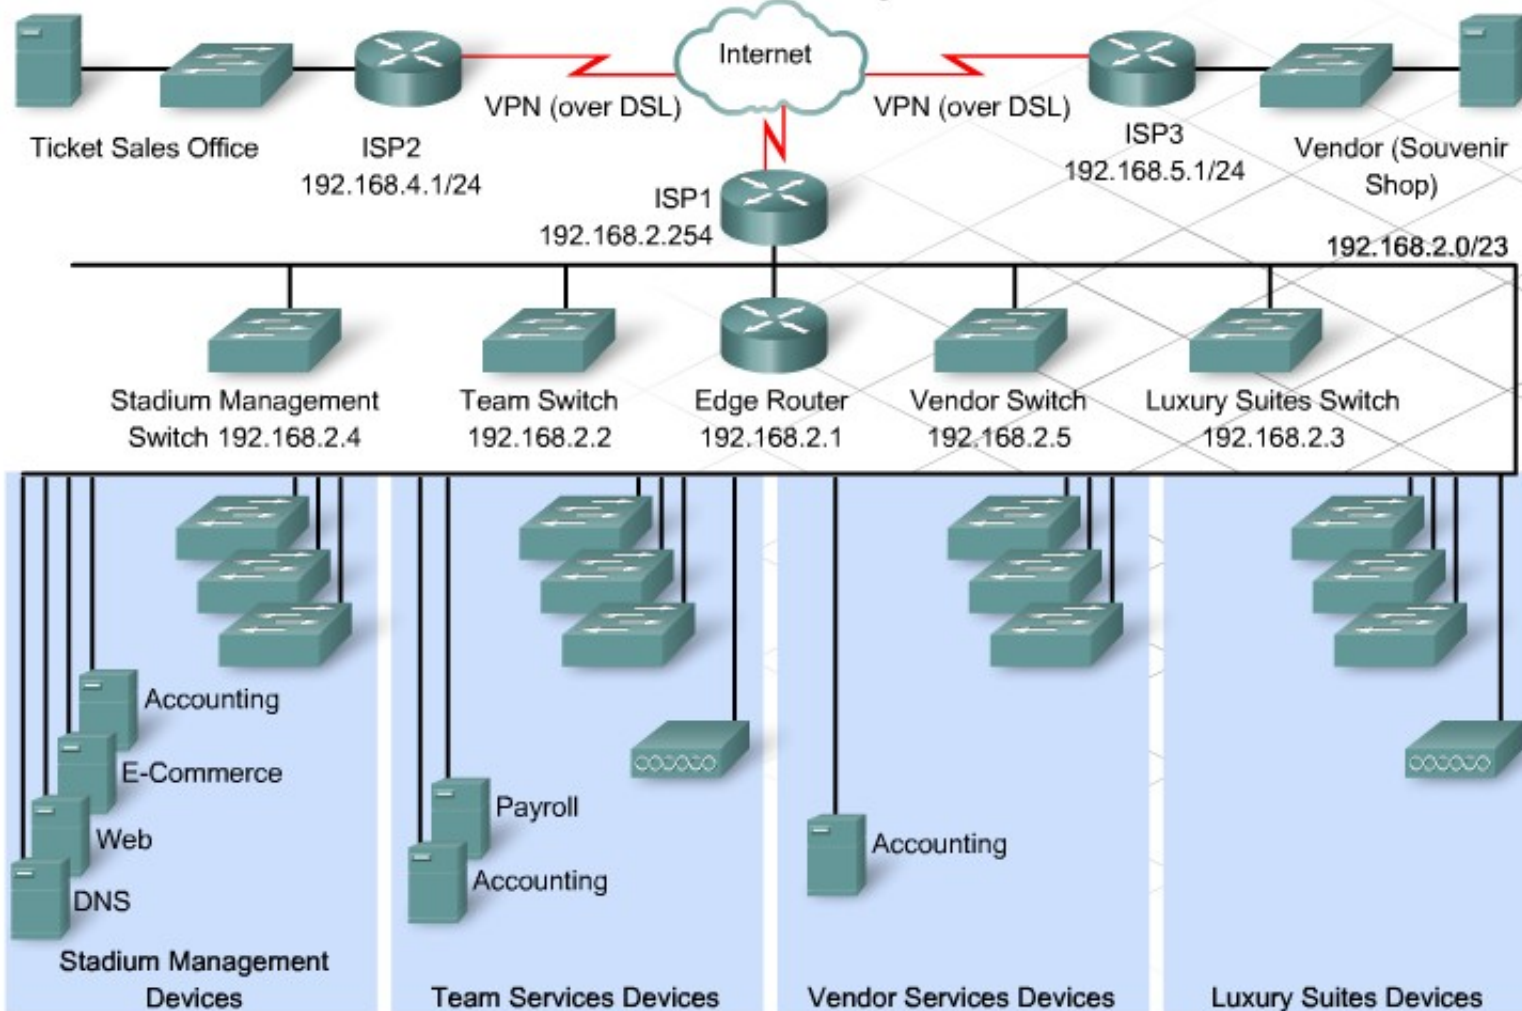 Internet
VPN (over DSL)
VPN (over DSL)
Ticket Sales Office
ISP2
192.168.4.1/24
ISP3
192.168.5.1/24
Vendor (Souvenir
Shop)
ISP1
192.168.2.254
192.168.2.0/23
Stadium Management
Switch 192.168.2.4
Team Switch
192.168.2.2
Edge Router
192.168.2.1
Vendor Switch
192.168.2.5
Luxury Suites Switch
192.168.2.3
Accounting
E-Commerce
Web
DNS
Stadium Management
Devices
Payroll
Accounting
Team Services Devices
Accounting
Vendor Services Devices
Luxury Suites Devices